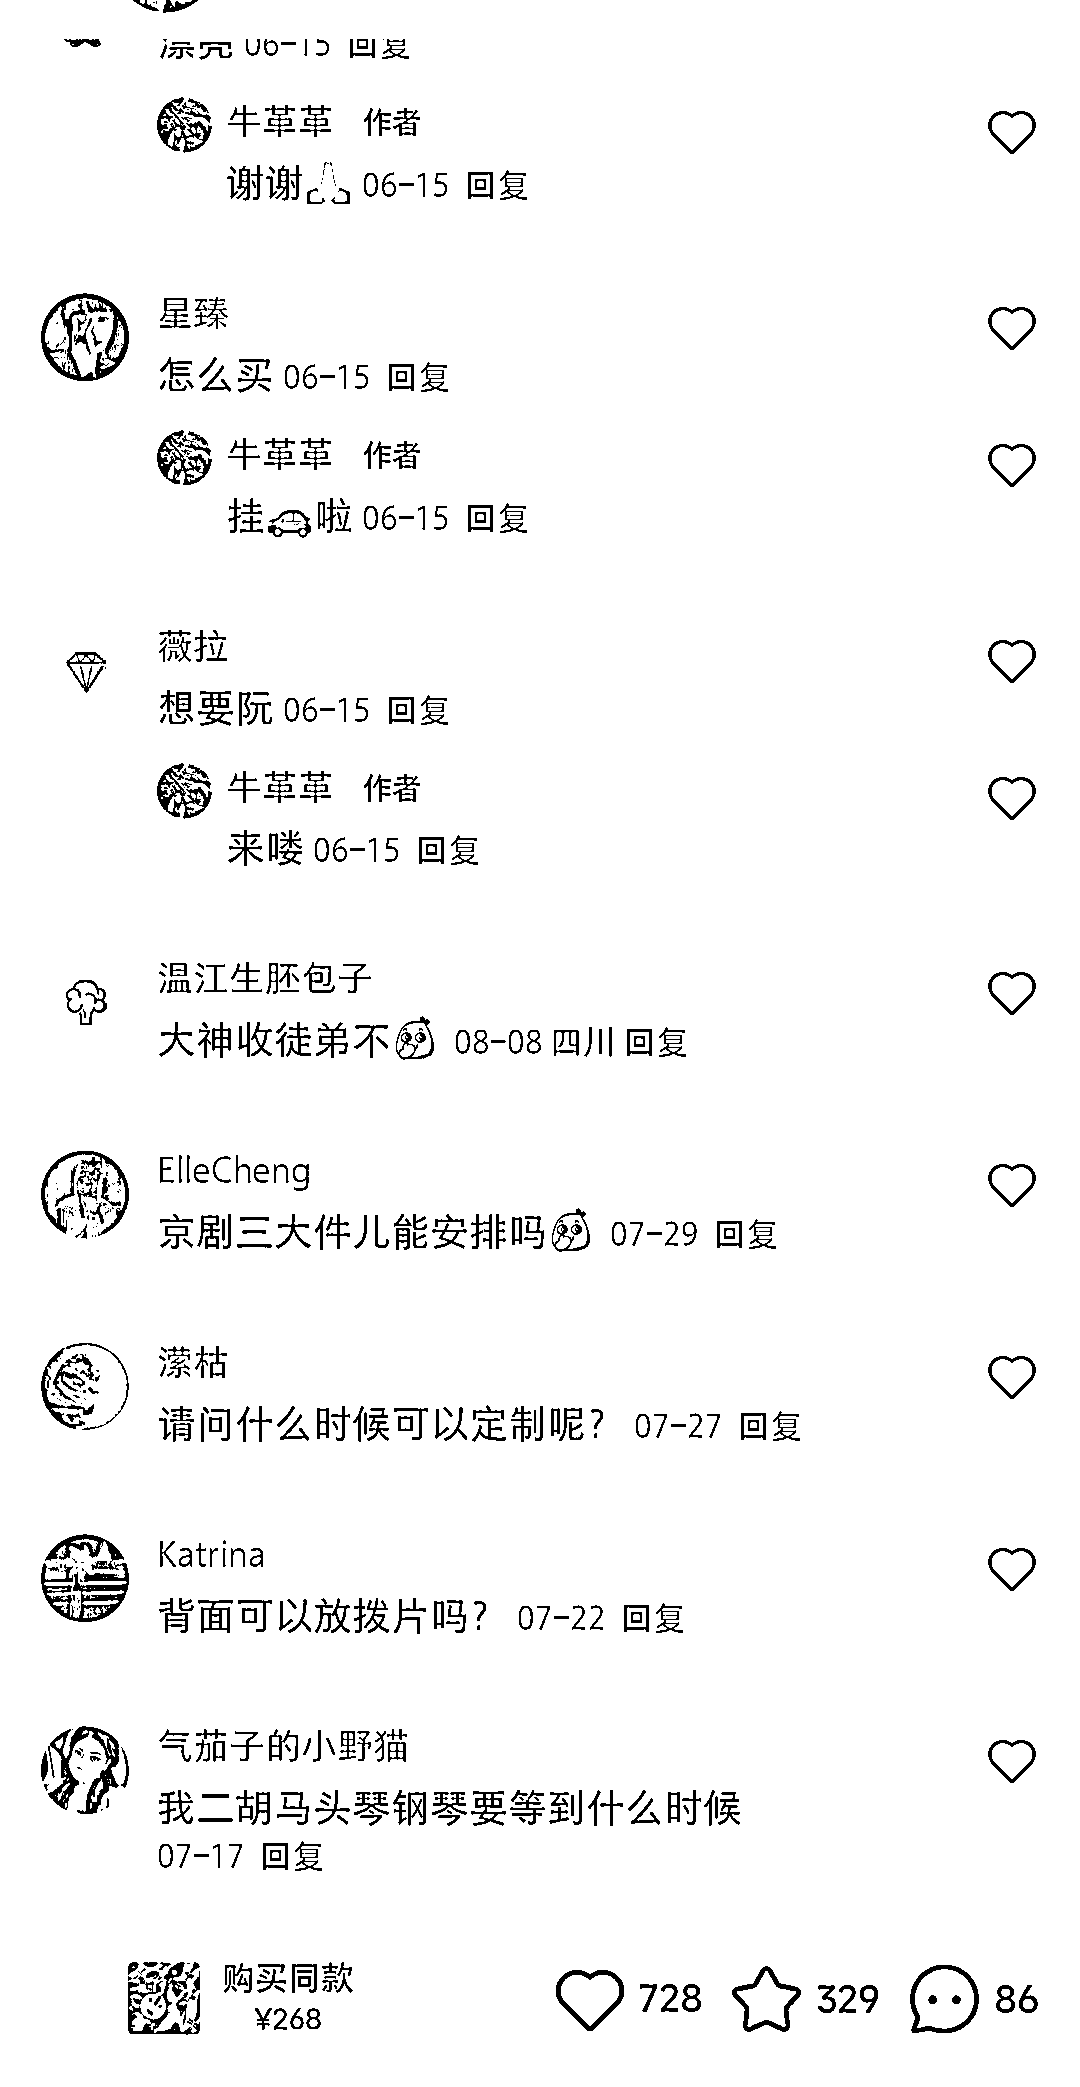 漂亮 06-15 回复
牛革革 作者
谢谢🙏 06-15 回复
星臻
怎么买 06-15 回复
牛革革 作者
挂🚗啦 06-15 回复
薇拉
想要阮 06-15 回复
牛革革 作者
来喽 06-15 回复
温江生胚包子
大神收徒弟不 08-08 四川 回复
ElleCheng
京剧三大件儿能安排吗 07-29 回复
潆枯
请问什么时候可以定制呢？ 07-27 回复
Katrina
背面可以放拨片吗？ 07-22 回复
气茄子的小野猫
我二胡马头琴钢琴要等到什么时候
07-17 回复
购买同款
¥268
728 329 86